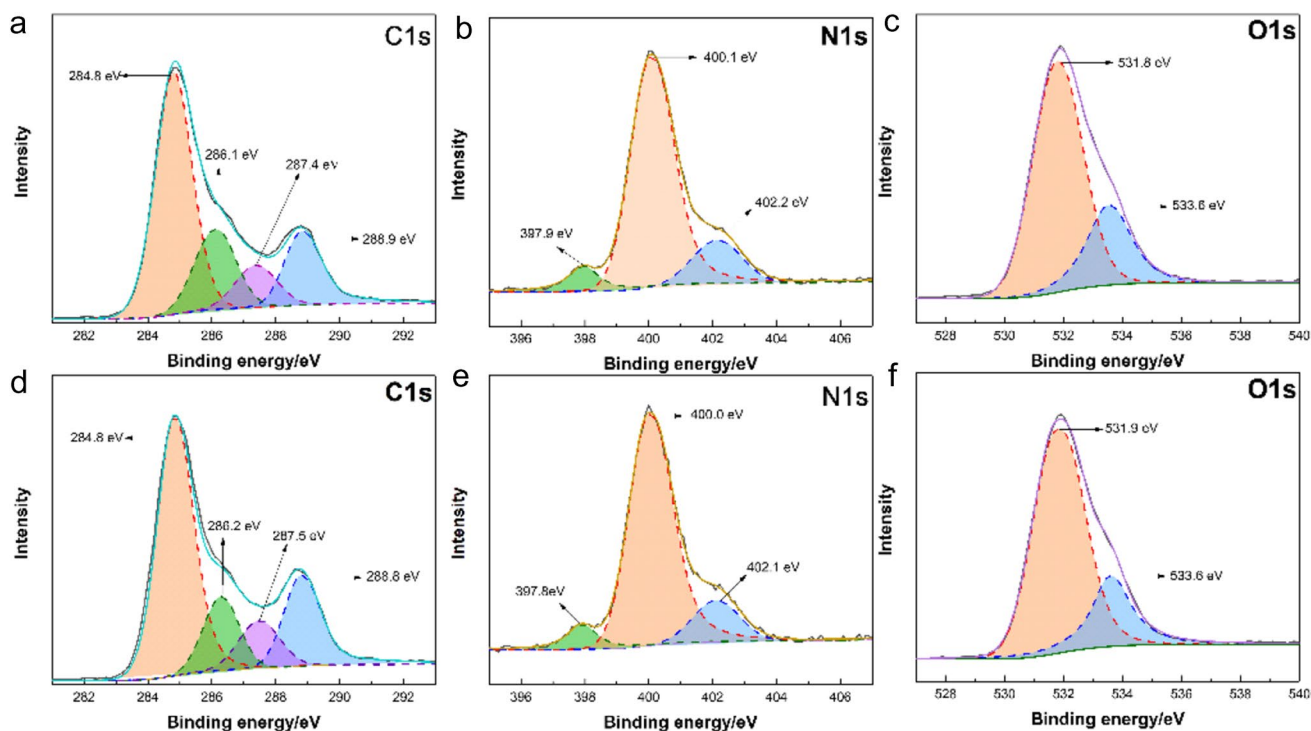 a
C1s
284.8 eV
286.1 eV
287.4 eV
288.9 eV
Intensity
282 284 286 288 290 292
Binding energy/eV
b
N1s
400.1 eV
402.2 eV
397.9 eV
Intensity
396 398 400 402 404 406
Binding energy/eV
c
O1s
531.8 eV
533.6 eV
Intensity
528 530 532 534 536 538 540
Binding energy/eV
d
C1s
284.8 eV
286.2 eV
287.5 eV
288.8 eV
Intensity
282 284 286 288 290 292
Binding energy/eV
e
N1s
400.0 eV
402.1 eV
397.8eV
Intensity
396 398 400 402 404 406
Binding energy/eV
f
O1s
531.9 eV
533.6 eV
Intensity
528 530 532 534 536 538 540
Binding energy/eV